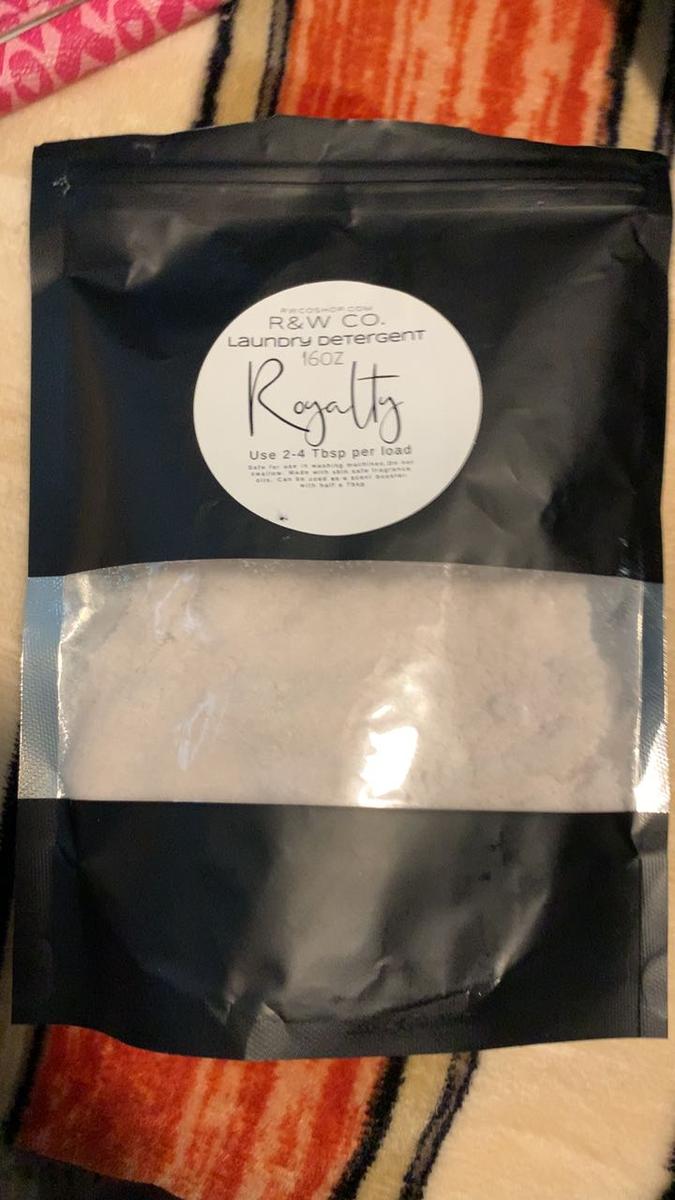 RWCOSHOP.COM
R&W CO.
LAUNDRY DETERGENT
16OZ
Royalty
Use 2-4 Tbsp per load
Safe for use in washing machines. Do not
swallow. Made with skin safe fragrance
oils. Can be used as a scent booster
with half a Tbsp